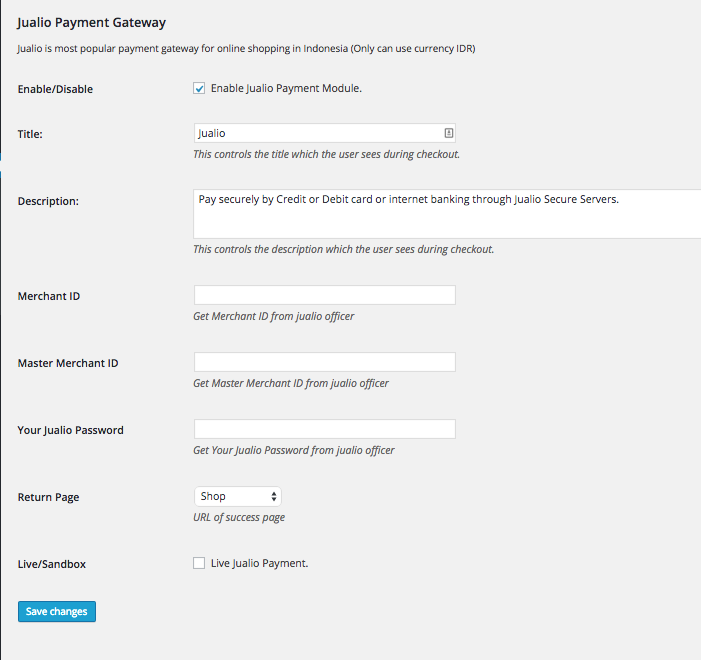 Jualio Payment Gateway
Jualio is most popular payment gateway for online shopping in Indonesia (Only can use currency IDR)
Enable/Disable
Enable Jualio Payment Module.
Title:
Jualio
This controls the title which the user sees during checkout.
Description:
Pay securely by Credit or Debit card or internet banking through Jualio Secure Servers.
This controls the description which the user sees during checkout.
Merchant ID
Get Merchant ID from jualio officer
Master Merchant ID
Get Master Merchant ID from jualio officer
Your Jualio Password
Get Your Jualio Password from jualio officer
Return Page
Shop
URL of success page
Live/Sandbox
Live Jualio Payment.
Save changes